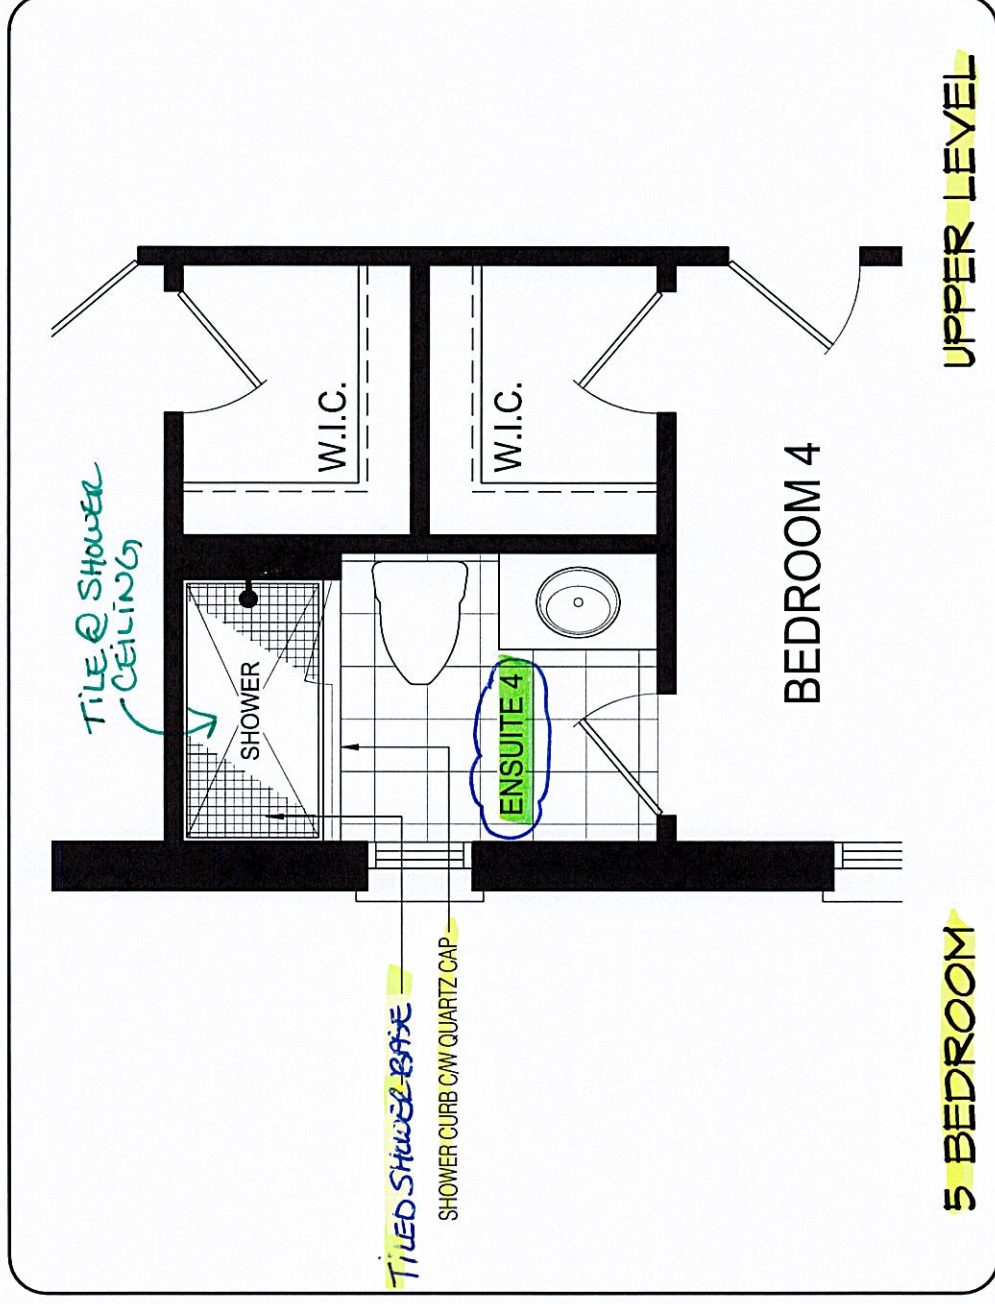 TILE @ SHOWER
CEILING
SHOWER
W.I.C.
W.I.C.
ENSUITE 4
BEDROOM 4
TILED SHOWER BASE
SHOWER CURB C/W QUARTZ CAP
5 BEDROOM
UPPER LEVEL